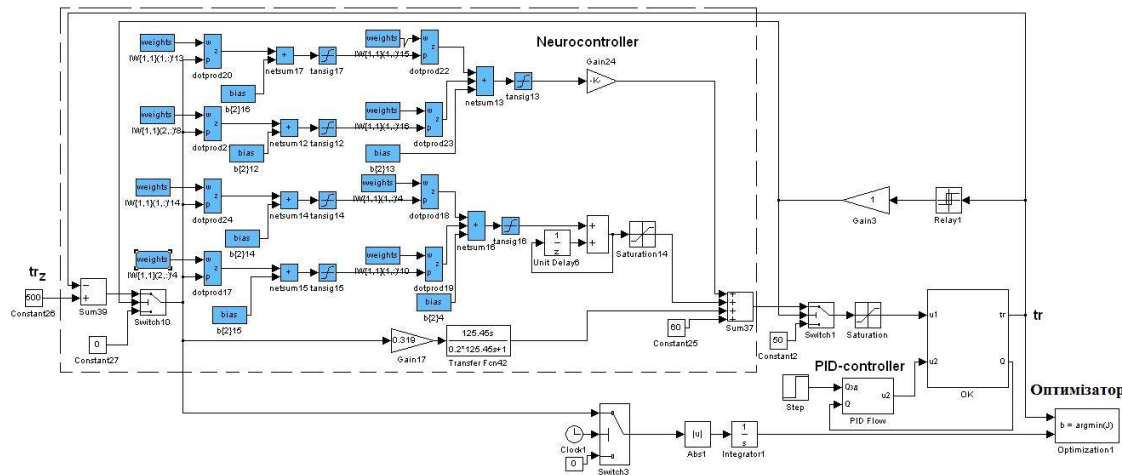 Neurocontroller
weights
IW[1,1](1,:)'13
w
p
z
dotprod20
+
netsum17
tansig17
bias
b{2}16
weights
IW[1,1](1,:)'15
w
p
z
dotprod22
+
netsum13
tansig13
-K-
Gain24
weights
IW[1,1](2,:)'8
w
p
z
+
netsum12
tansig12
bias
b{2}12
weights
IW[1,1](1,:)'16
w
p
z
dotprod23
bias
b{2}13
weights
IW[1,1](1,:)'14
w
p
z
dotprod24
+
netsum14
tansig14
bias
b{2}14
weights
IW[1,1](1,:)'4
w
p
z
dotprod18
+
netsum16
tansig16
1
z
Unit Delay6
+
+
Saturation14
weights
IW[1,1](2,:)'4
w
p
z
dotprod17
+
netsum15
tansig15
bias
b{2}15
weights
IW[1,1](1,:)'10
w
p
z
dotprod19
bias
b{2}4
1
Gain3
Relay1
trz
500
Constant26
−
+
Sum39
0
Constant27
Switch10
0.319
Gain17
125.45s
0.2*125.45s+1
Transfer Fcn42
60
Constant25
+
+
+
+
Sum37
50
Constant2
Switch1
Saturation
u1
u2
tr
Q
OK
tr
PID-controller
Step
Qзд
Q
u2
PID Flow
Оптимізатор
b = argmin(J)
Optimization1
Clock1
0
Switch3
|u|
Abs1
1
s
Integrator1